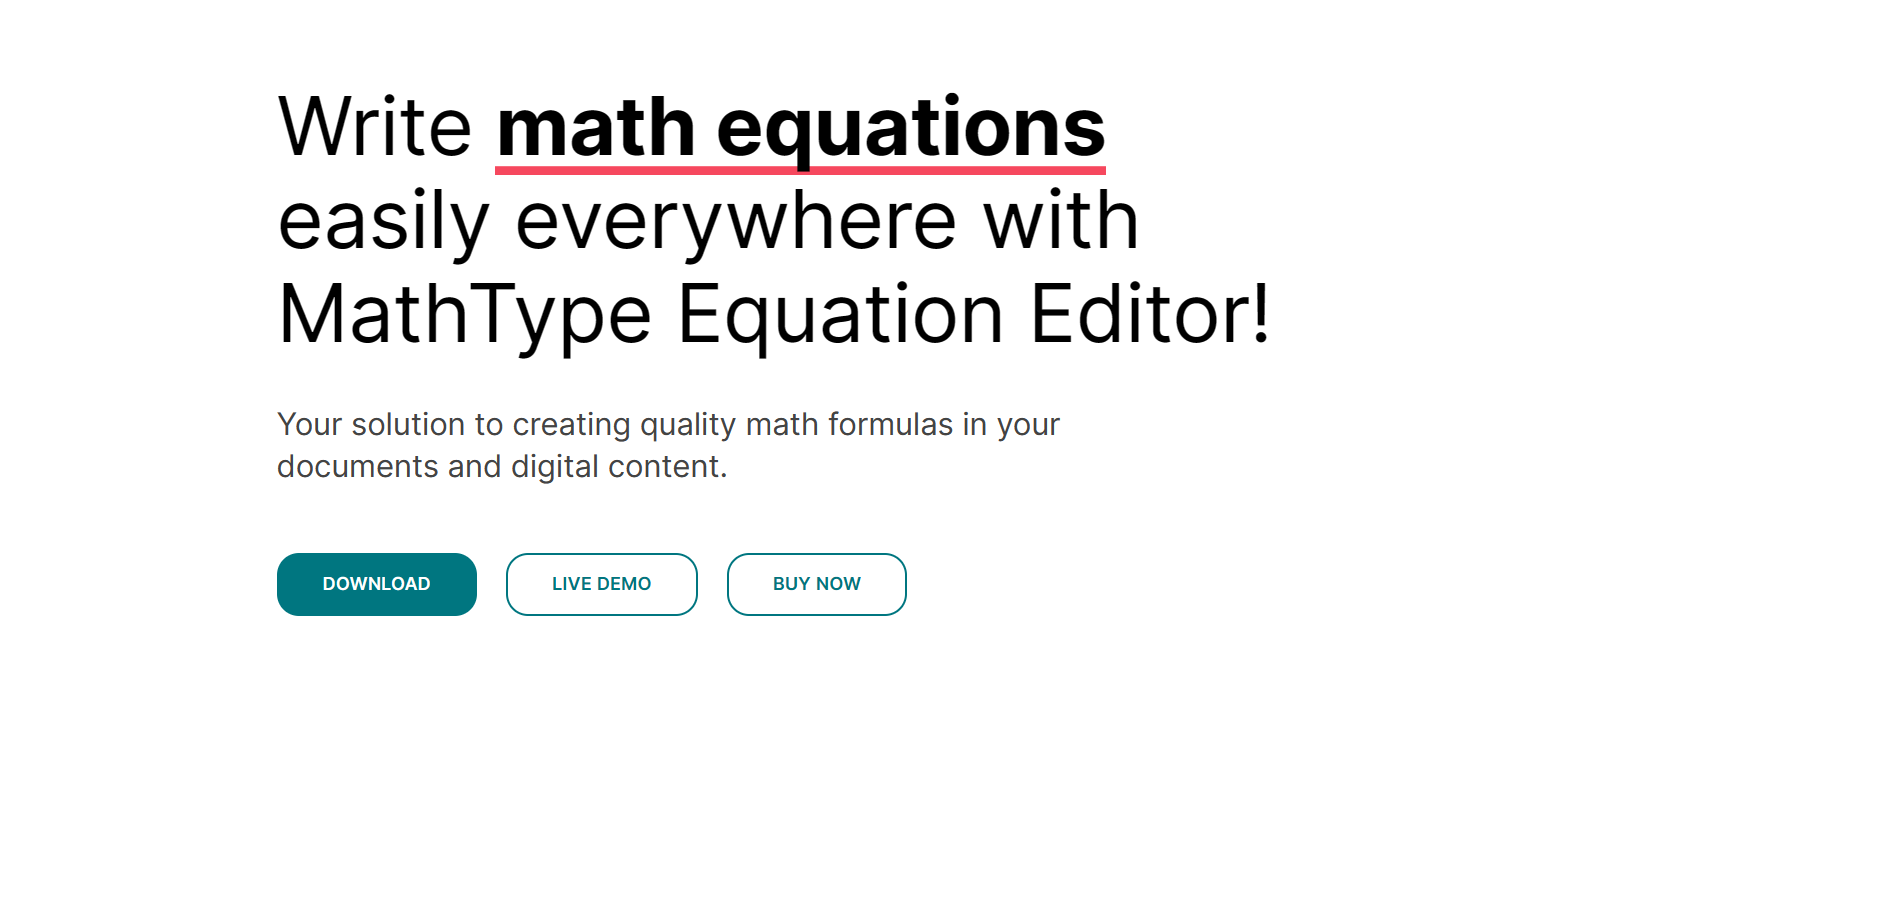 Write math equations
easily everywhere with
MathType Equation Editor!
Your solution to creating quality math formulas in your
documents and digital content.
DOWNLOAD
LIVE DEMO
BUY NOW